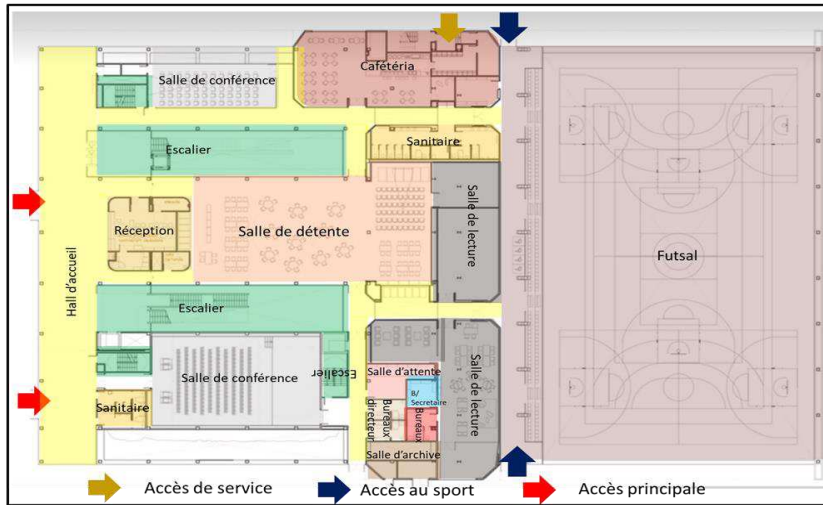 Cafétéria
Salle de conférence
Sanitaire
Escalier
Salle de lecture
Réception
Salle de détente
Futsal
Hall d'accueil
Escalier
Salle d'attente
Escalier
Salle de conférence
B/
Secretaire
Salle de lecture
Sanitaire
Bureaux
directeur
Bureaux
Salle d'archive
Accès de service
Accès au sport
Accès principale